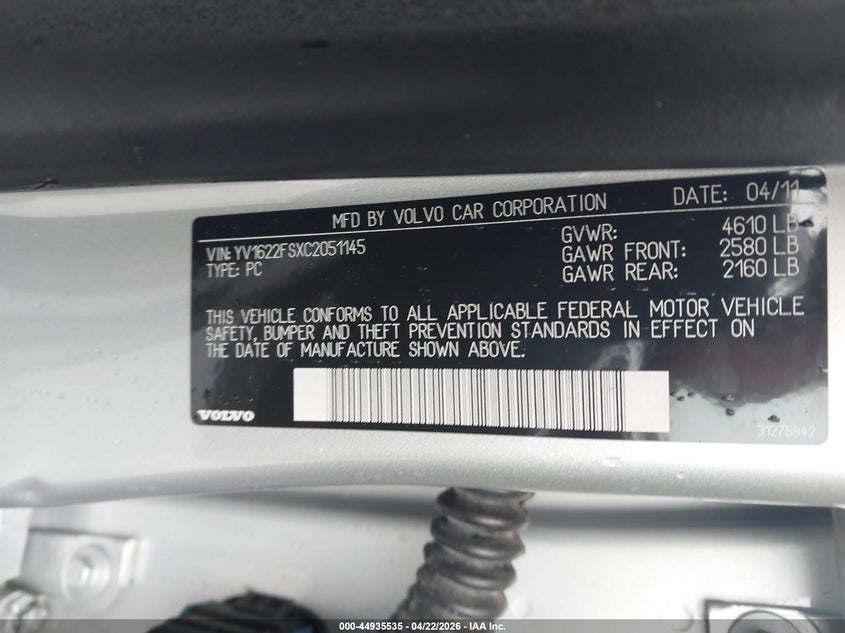 MFD BY VOLVO CAR CORPORATION DATE: 04/11
VIN: YV1622FSXC2051145 GVWR: 4610 LB
TYPE: PC GAWR FRONT: 2580 LB
GAWR REAR: 2160 LB
THIS VEHICLE CONFORMS TO ALL APPLICABLE FEDERAL MOTOR VEHICLE
SAFETY, BUMPER AND THEFT PREVENTION STANDARDS IN EFFECT ON
THE DATE OF MANUFACTURE SHOWN ABOVE.
VOLVO
31276842
000-44935535 - 04/22/2026 - IAA Inc.